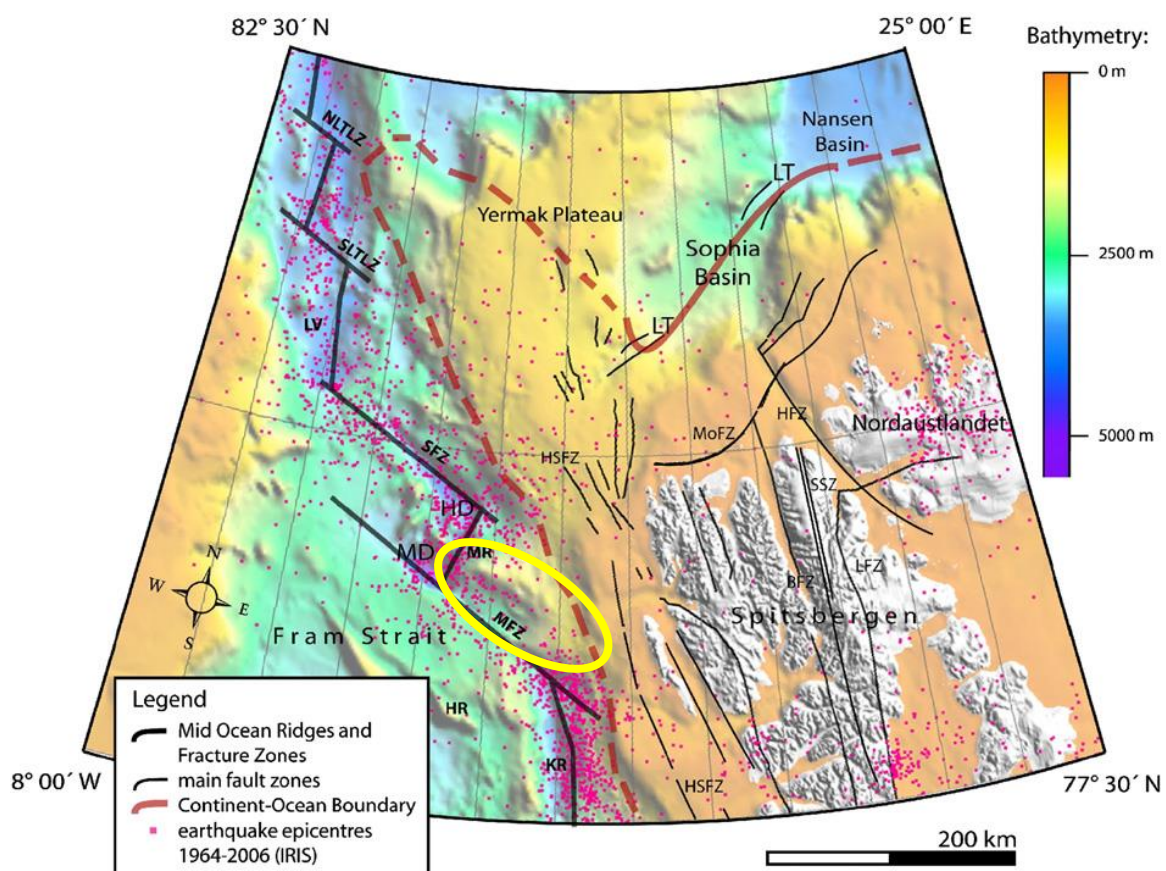 82° 30´ N
25° 00´ E
Bathymetry:
0 m
2500 m
5000 m
NLTLZ
Nansen
Basin
LT
Yermak Plateau
Sophia
Basin
SLTLZ
LV
LT
HFZ
Nordaustlandet
MoFZ
SFZ
HSFZ
SSZ
HD
MD
MR
BFZ
LFZ
N
W
E
S
MFZ
Spitsbergen
Fram Strait
HR
KR
HSFZ
8° 00´ W
77° 30´ N
Legend
Mid Ocean Ridges and
Fracture Zones
main fault zones
Continent-Ocean Boundary
earthquake epicentres
1964-2006 (IRIS)
200 km